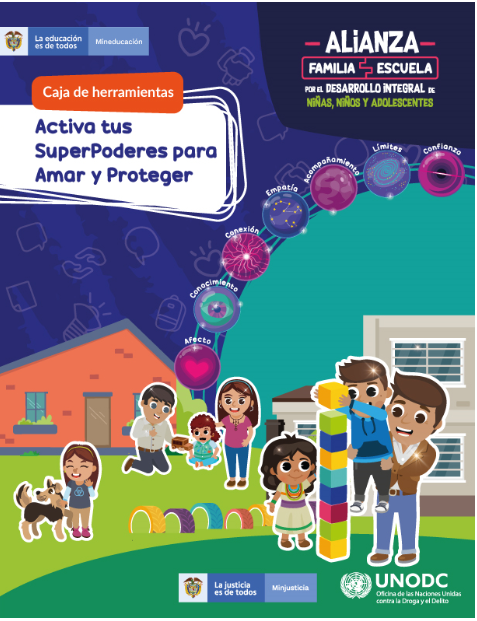 La educación
es de todos
Mineducación
ALIANZA
FAMILIA ESCUELA
POR EL DESARROLLO INTEGRAL DE
NIÑAS, NIÑOS Y ADOLESCENTES
Caja de herramientas
Activa tus
SuperPoderes para
Amar y Proteger
Confianza
Límites
Acompañamiento
Empatía
Conexión
Conocimiento
Afecto
La justicia
es de todos
Minjusticia
UNODC
Oficina de las Naciones Unidas
contra la Droga y el Delito